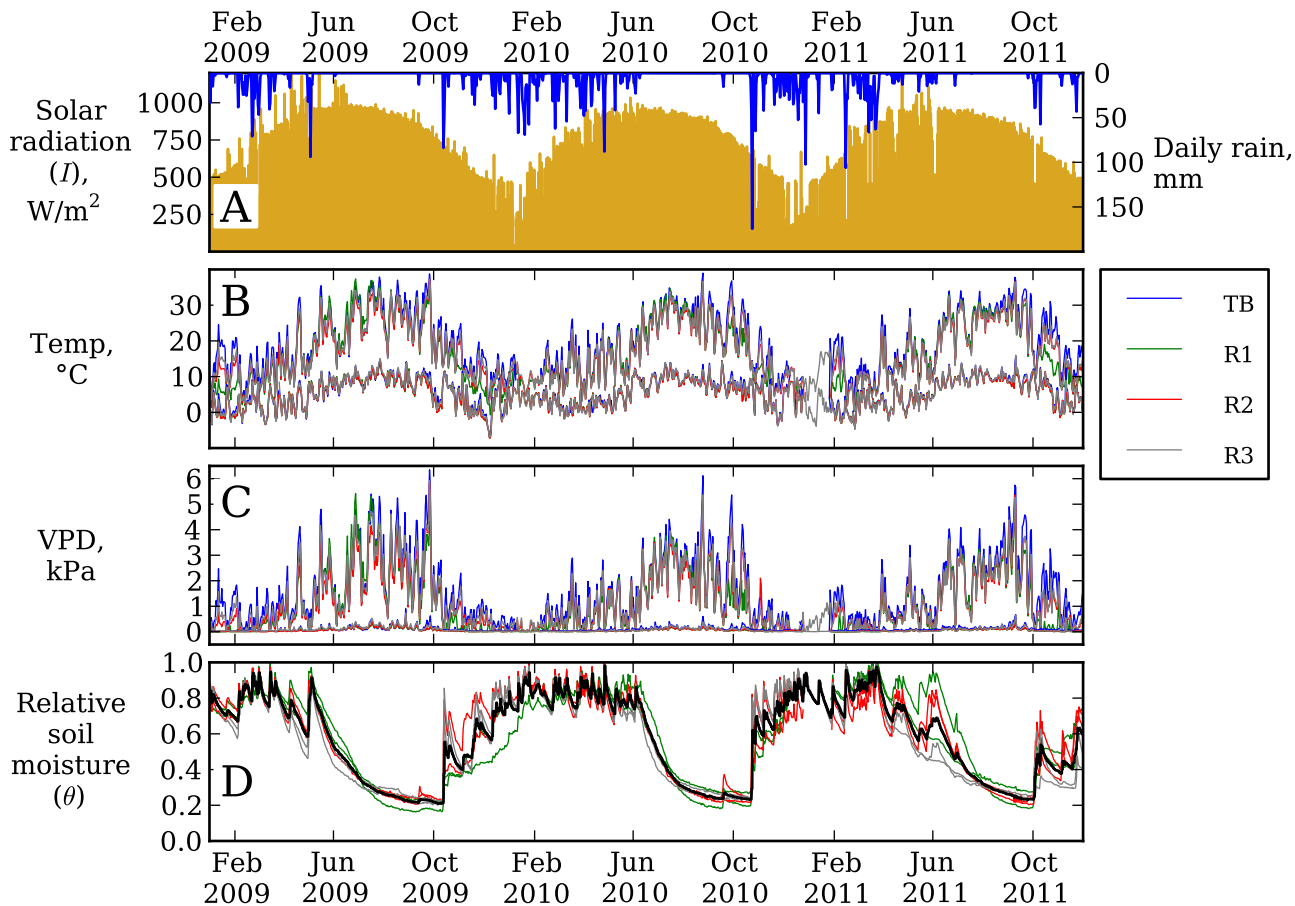 Feb Jun Oct Feb Jun Oct Feb Jun Oct
2009 2009 2009 2010 2010 2010 2011 2011 2011
Solar
radiation
(I),
W/m²
1000
750
500
250
A
0
50
100
150
Daily rain,
mm
Temp,
°C
30
20
10
0
B
TB
R1
R2
R3
VPD,
kPa
6
5
4
3
2
1
0
C
Relative
soil
moisture
(θ)
1.0
0.8
0.6
0.4
0.2
0.0
D
Feb Jun Oct Feb Jun Oct Feb Jun Oct
2009 2009 2009 2010 2010 2010 2011 2011 2011